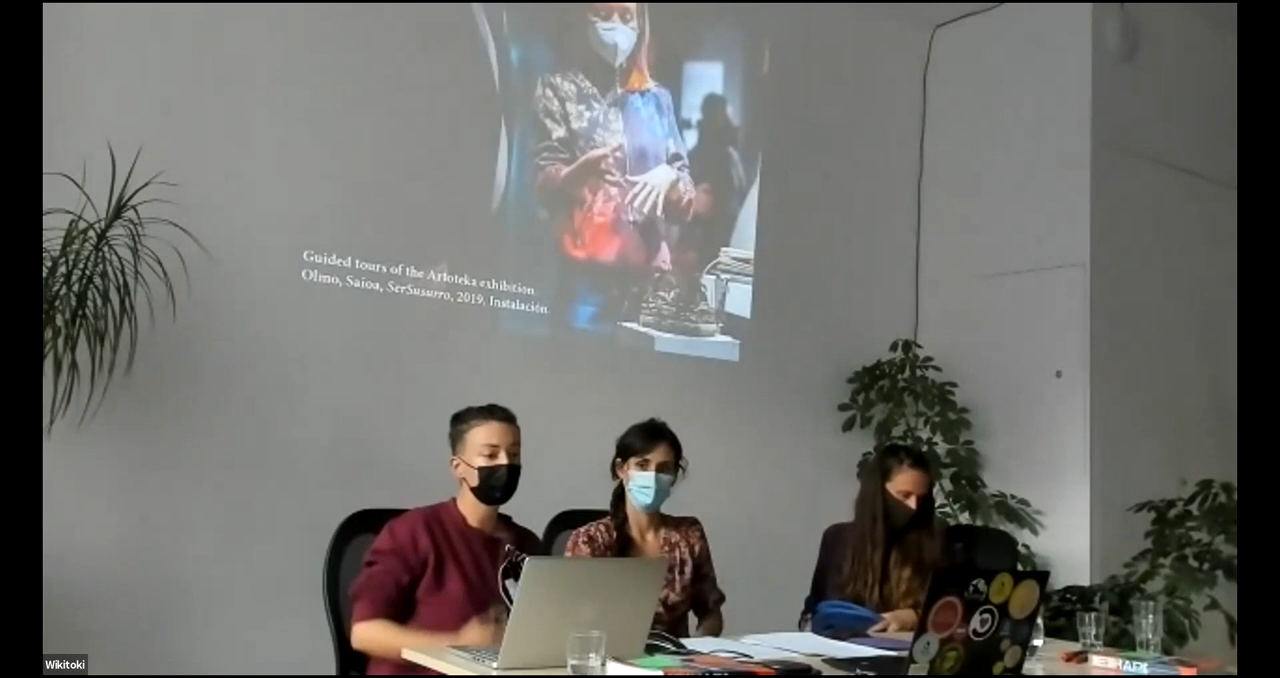 Guided tours of the Artoteka exhibition
Olmo, Saioa, SerSusurro, 2019. Instalación.
Wikitoki